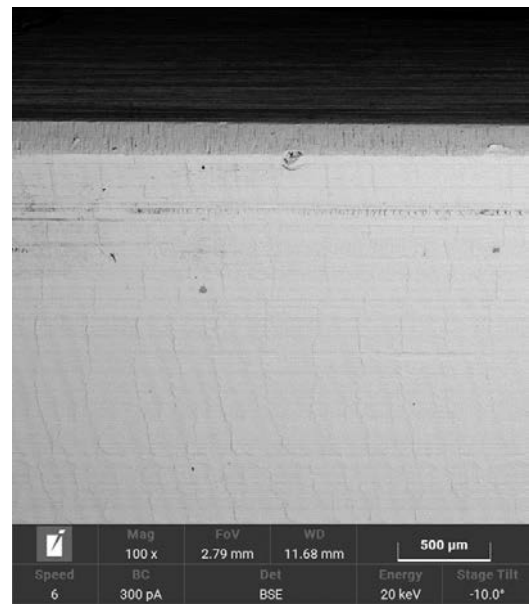 Mag FoV WD
100 x 2.79 mm 11.68 mm 500 µm
Speed BC Det Energy Stage Tilt
6 300 pA BSE 20 keV -10.0°